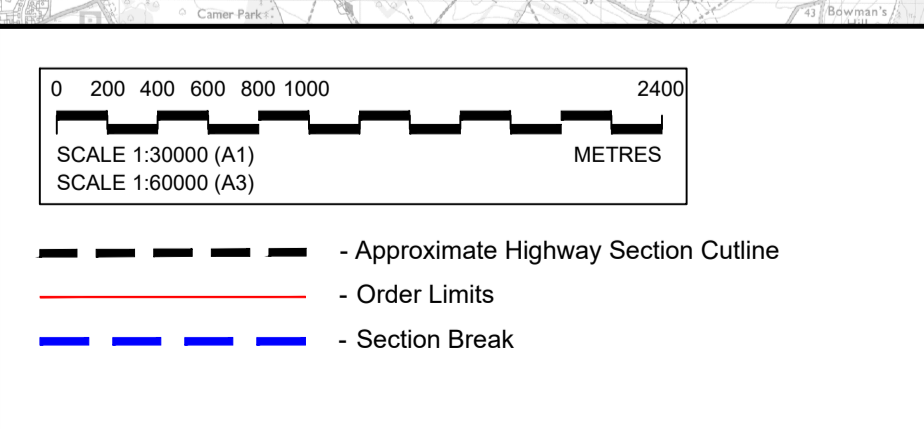 Camer Park
43 Bowman's
Hill
0 200 400 600 800 1000 2400
SCALE 1:30000 (A1) METRES
SCALE 1:60000 (A3)
- Approximate Highway Section Cutline
- Order Limits
- Section Break